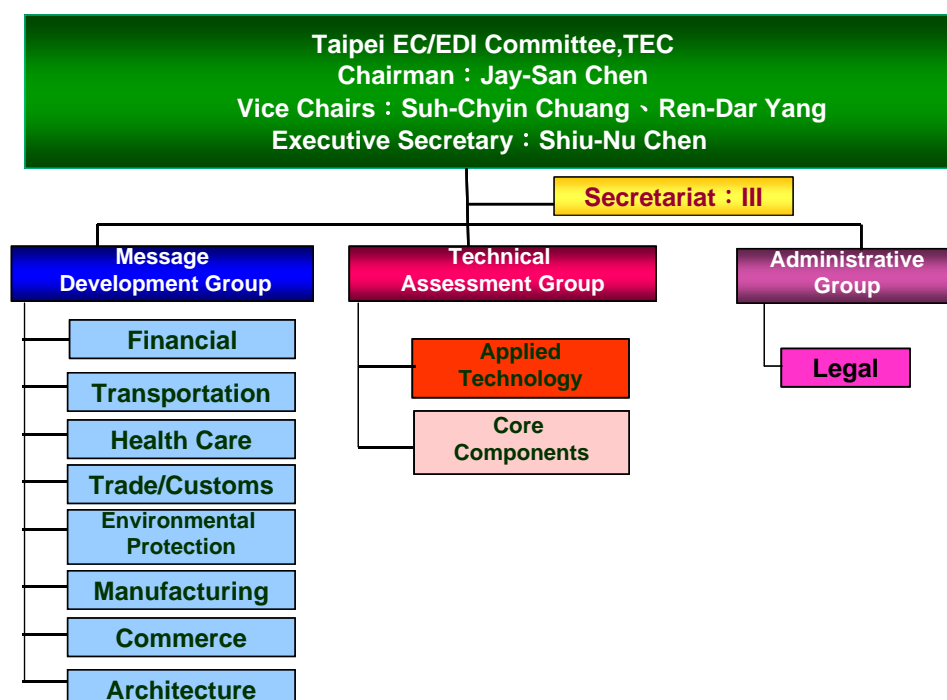 Taipei EC/EDI Committee,TEC
Chairman：Jay-San Chen
Vice Chairs：Suh-Chyin Chuang、Ren-Dar Yang
Executive Secretary：Shiu-Nu Chen
Secretariat：III
Message
Development Group
Financial
Transportation
Health Care
Trade/Customs
Environmental
Protection
Manufacturing
Commerce
Architecture
Technical
Assessment Group
Applied
Technology
Core
Components
Administrative
Group
Legal